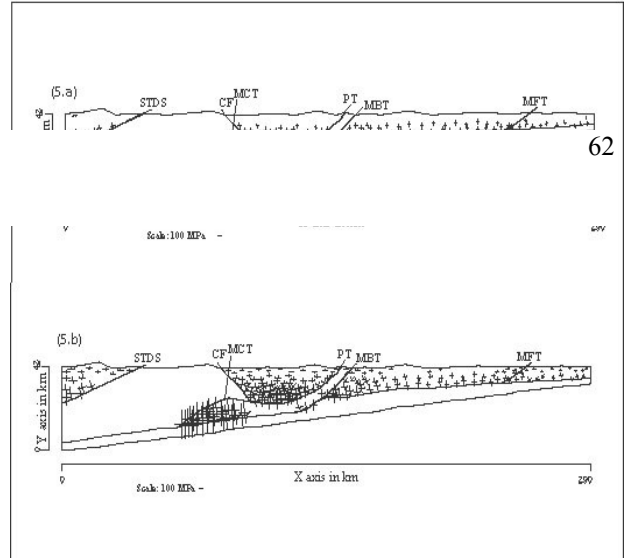 (5.a)
STDS CF MCT PT MBT MFT
62
Scale: 100 MPa
(5.b)
STDS CF MCT PT MBT MFT
Y axis in km
0 X axis in km 290
Scale: 100 MPa